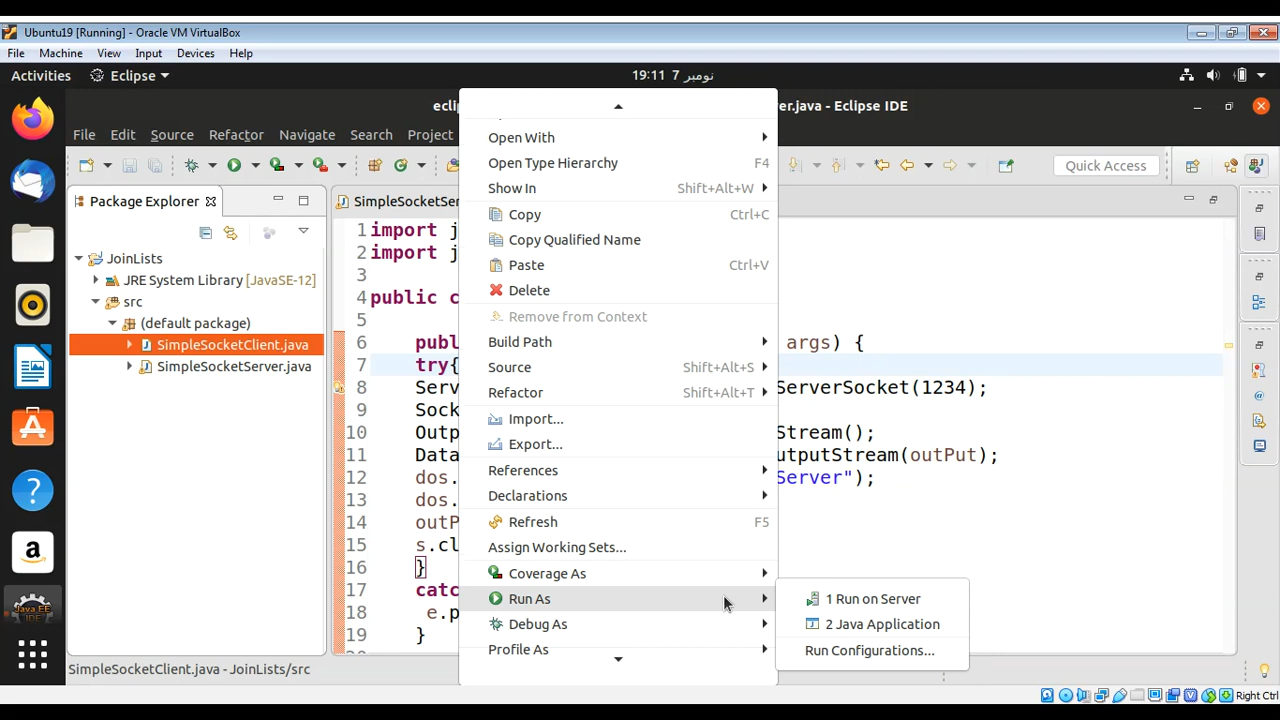 Ubuntu19 [Running] - Oracle VM VirtualBox
File Machine View Input Devices Help
Activities Eclipse 19:11 7 نومبر
er.java - Eclipse IDE
File Edit Source Refactor Navigate Search Project
Quick Access
Package Explorer
JoinLists
JRE System Library [JavaSE-12]
src
(default package)
SimpleSocketClient.java
SimpleSocketServer.java
1 import j
2 import j
3
4 public c
5
6 publ args) {
7 try{
8 Serv ServerSocket(1234);
9 Sock
10 Outp Stream();
11 Data utputStream(outPut);
12 dos. Server");
13 dos.
14 outP
15 s.cl
16 }
17 catc
18 e.p
19 }
Open With
Open Type Hierarchy F4
Show In Shift+Alt+W
Copy Ctrl+C
Copy Qualified Name
Paste Ctrl+V
Delete
Remove from Context
Build Path
Source Shift+Alt+S
Refactor Shift+Alt+T
Import...
Export...
References
Declarations
Refresh F5
Assign Working Sets...
Coverage As
Run As
Debug As
Profile As
1 Run on Server
2 Java Application
Run Configurations...
Java EE
IDE
SimpleSocketClient.java - JoinLists/src
Right Ctrl